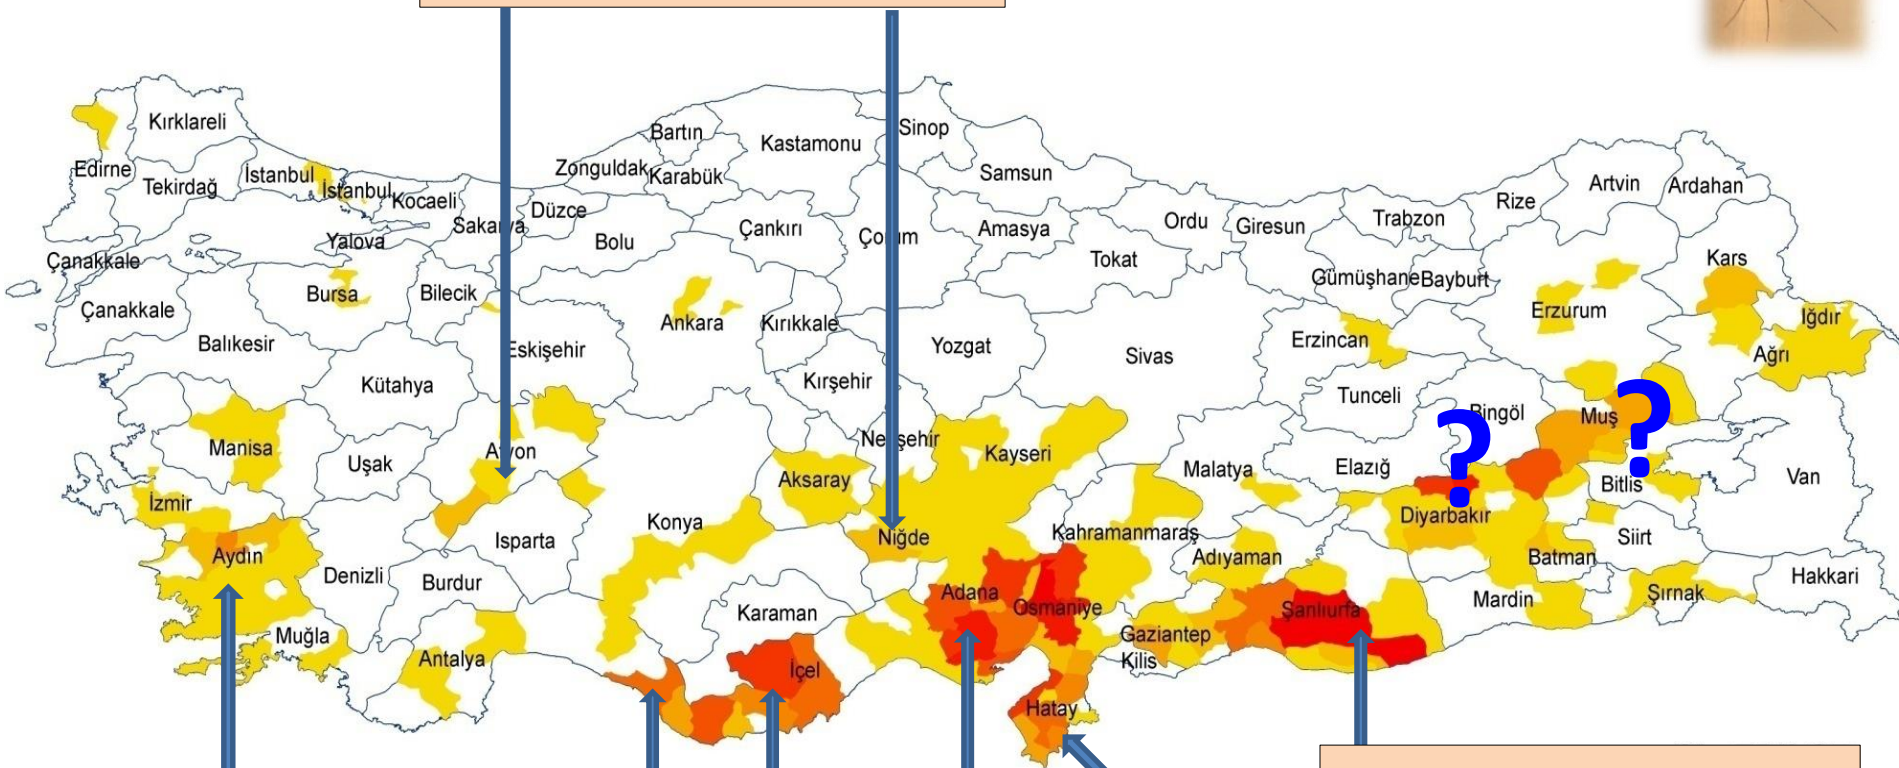 Kırklareli
Edirne
Tekirdağ
İstanbul
İstanbul
Kocaeli
Yalova
Sakarya
Düzce
Zonguldak
Bartın
Karabük
Kastamonu
Sinop
Samsun
Bolu
Çankırı
Çorum
Amasya
Tokat
Ordu
Giresun
Trabzon
Rize
Artvin
Ardahan
Gümüşhane
Bayburt
Kars
Çanakkale
Çanakkale
Bursa
Bilecik
Balıkesir
Eskişehir
Ankara
Kırıkkale
Yozgat
Sivas
Erzincan
Erzurum
Iğdır
Ağrı
Kütahya
Kırşehir
Tunceli
Bingöl
Muş
?
?
Manisa
Uşak
Afyon
Nevşehir
Kayseri
Malatya
Elazığ
Bitlis
Van
İzmir
Aksaray
Konya
Isparta
Niğde
Kahramanmaraş
Adıyaman
Diyarbakır
Batman
Siirt
Aydın
Denizli
Burdur
Karaman
Adana
Osmaniye
Şanlıurfa
Mardin
Şırnak
Hakkari
Muğla
Antalya
İçel
Gaziantep
Kilis
Hatay